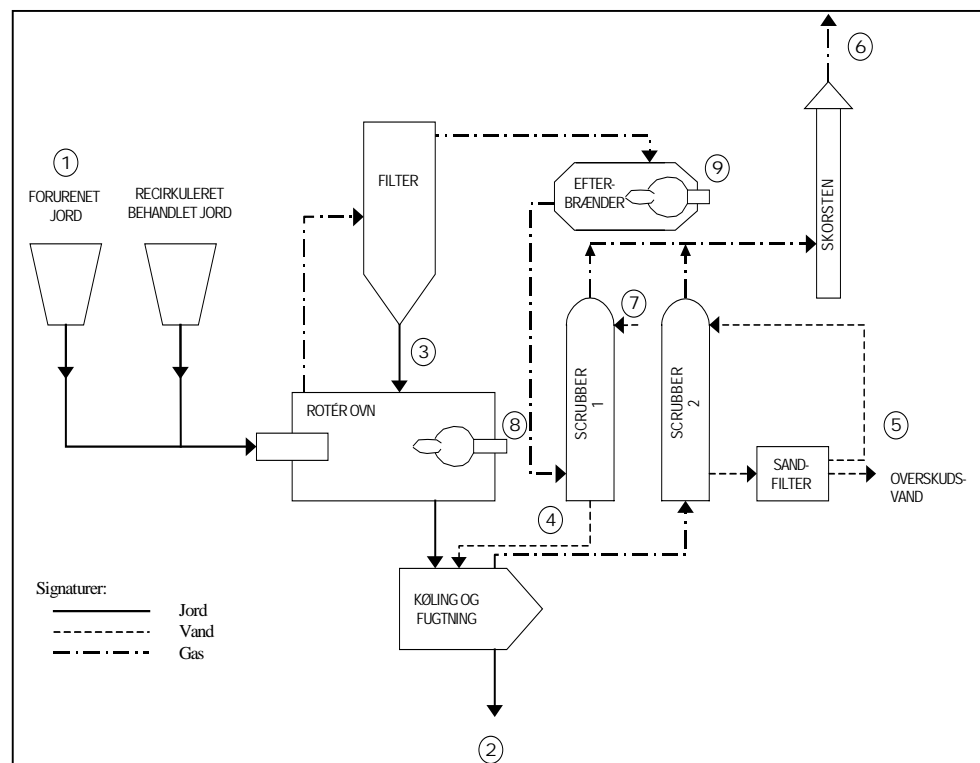 6
1
FORURENET
JORD
RECIRKULERET
BEHANDLET JORD
FILTER
EFTER-
BRÆNDER
9
SKORSTEN
7
3
SCRUBBER
1
SCRUBBER
2
ROTÉR OVN
8
5
SAND-
FILTER
OVERSKUDS-
VAND
4
KØLING OG
FUGTNING
Signaturer:
Jord
Vand
Gas
2